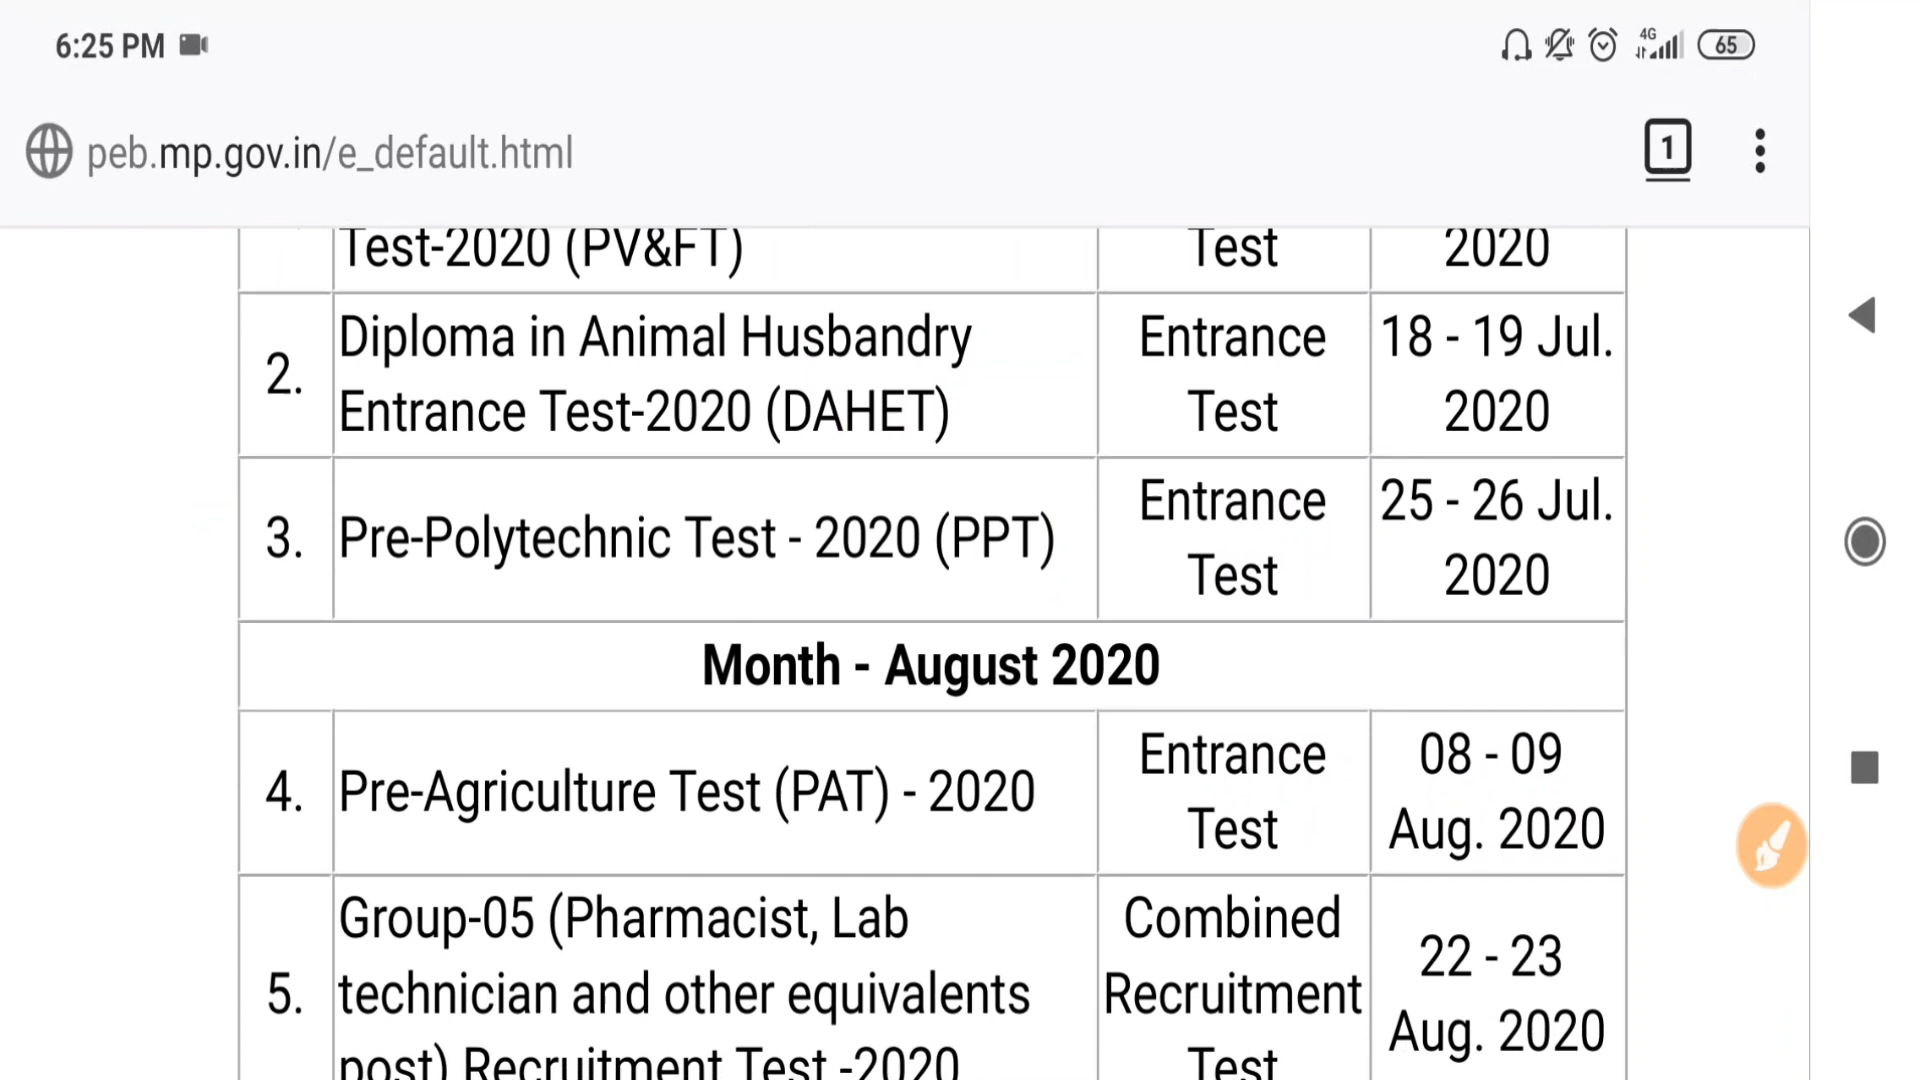 6:25 PM
4G
65
peb.mp.gov.in/e_default.html
1
Test-2020 (PV&FT)
Test
2020
2.
Diploma in Animal Husbandry
Entrance Test-2020 (DAHET)
Entrance
Test
18 - 19 Jul.
2020
3.
Pre-Polytechnic Test - 2020 (PPT)
Entrance
Test
25 - 26 Jul.
2020
Month - August 2020
4.
Pre-Agriculture Test (PAT) - 2020
Entrance
Test
08 - 09
Aug. 2020
5.
Group-05 (Pharmacist, Lab
technician and other equivalents
post) Recruitment Test -2020
Combined
Recruitment
Test
22 - 23
Aug. 2020